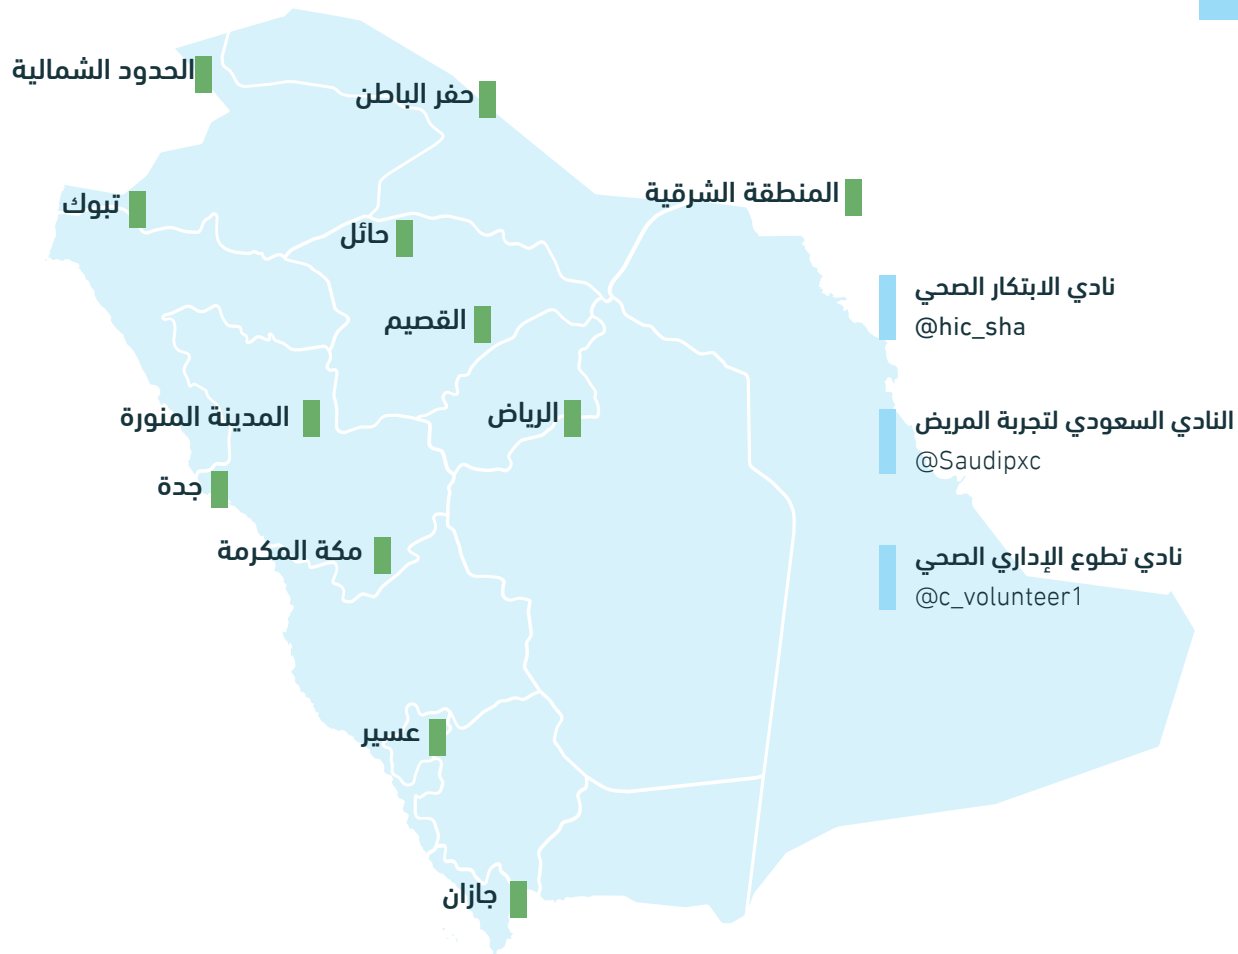 الحدود الشمالية
حفر الباطن
المنطقة الشرقية
تبوك
حائل
القصيم
الرياض
المدينة المنورة
جدة
مكة المكرمة
عسير
جازان
نادي الابتكار الصحي
@hic_sha
النادي السعودي لتجربة المريض
@Saudipxc
نادي تطوع الإداري الصحي
@c_volunteer1